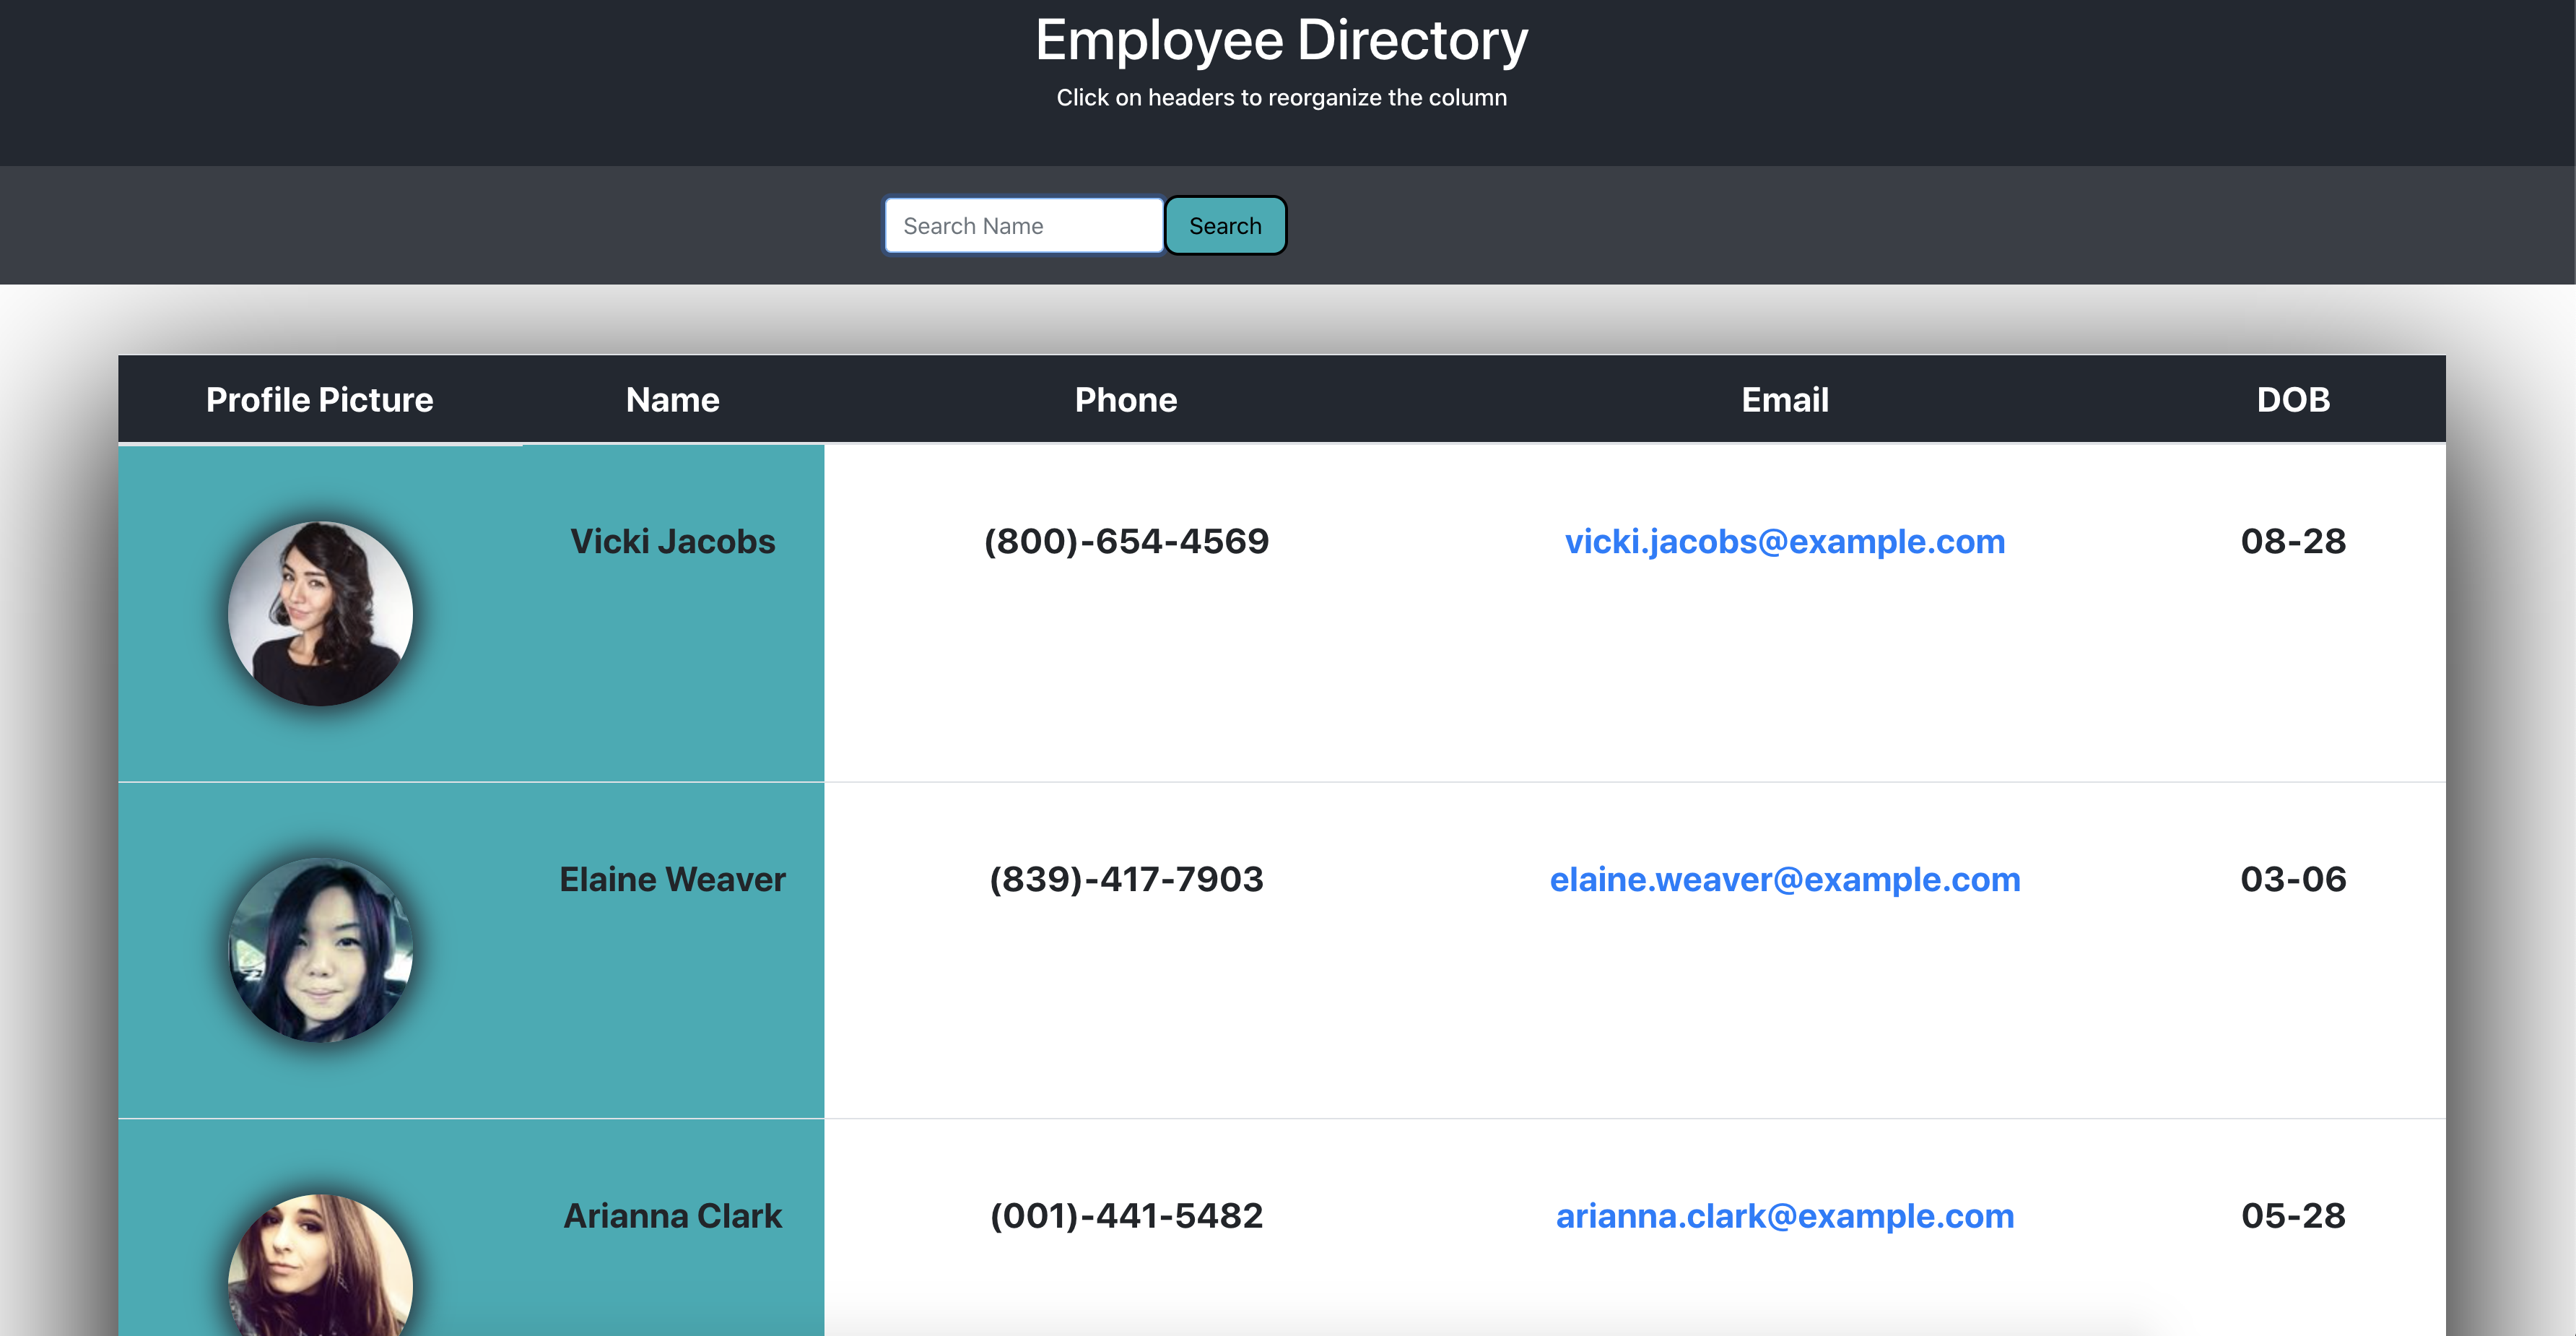 Employee Directory
Click on headers to reorganize the column
Search Name Search
Profile Picture Name Phone Email DOB
Vicki Jacobs (800)-654-4569 vicki.jacobs@example.com 08-28
Elaine Weaver (839)-417-7903 elaine.weaver@example.com 03-06
Arianna Clark (001)-441-5482 arianna.clark@example.com 05-28